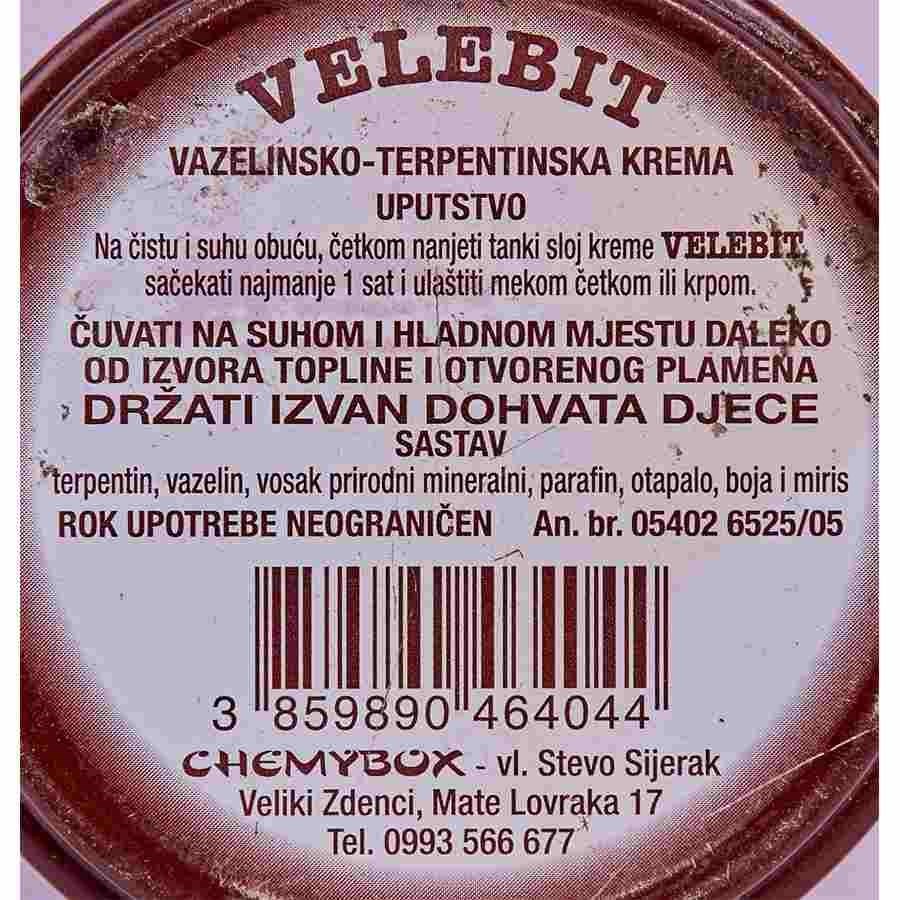 VELEBIT
VAZELINSKO-TERPENTINSKA KREMA
UPUTSTVO
Na čistu i suhu obuću, četkom nanjeti tanki sloj kreme VELEBIT,
sačekati najmanje 1 sat i ulaštiti mekom četkom ili krpom.
ČUVATI NA SUHOM I HLADNOM MJESTU DALEKO
OD IZVORA TOPLINE I OTVORENOG PLAMENA
DRŽATI IZVAN DOHVATA DJECE
SASTAV
terpentin, vazelin, vosak prirodni mineralni, parafin, otapalo, boja i miris
ROK UPOTREBE NEOGRANIČEN An. br. 05402 6525/05
3 859890 464044
CHEMYBOX - vl. Stevo Sijerak
Veliki Zdenci, Mate Lovraka 17
Tel. 0993 566 677